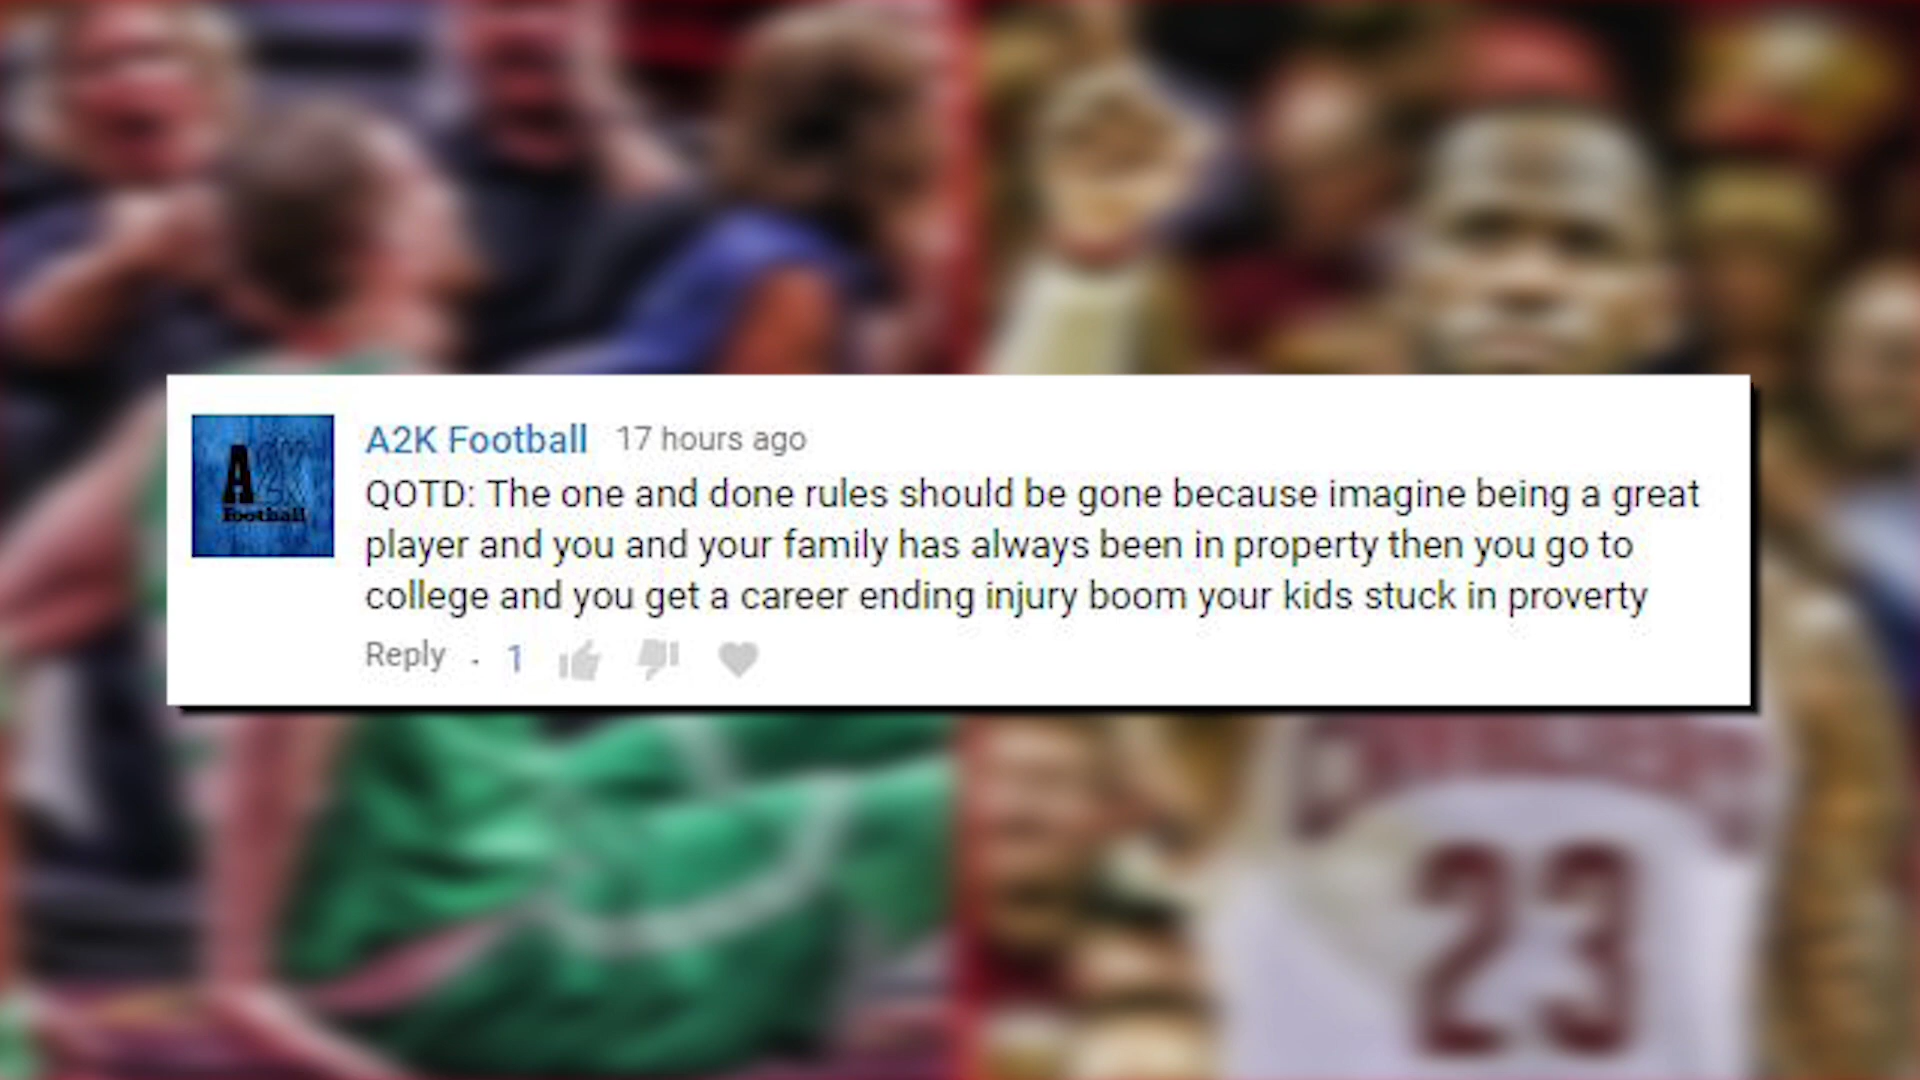 A2K
Football
A2K Football 17 hours ago
QOTD: The one and done rules should be gone because imagine being a great
player and you and your family has always been in property then you go to
college and you get a career ending injury boom your kids stuck in proverty
Reply · 1
23